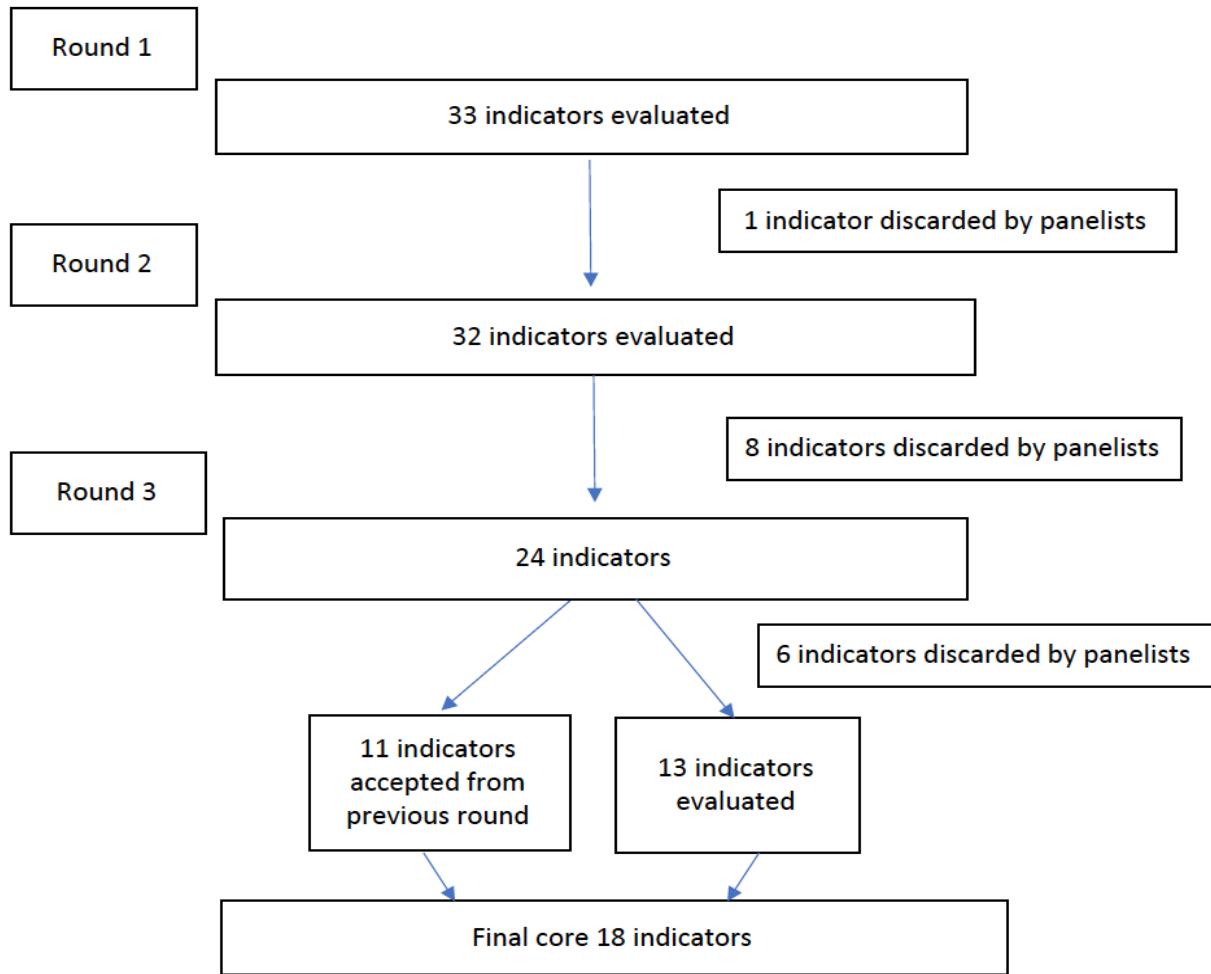 Round 1
33 indicators evaluated
1 indicator discarded by panelists
Round 2
32 indicators evaluated
8 indicators discarded by panelists
Round 3
24 indicators
6 indicators discarded by panelists
11 indicators
accepted from
previous round
13 indicators
evaluated
Final core 18 indicators